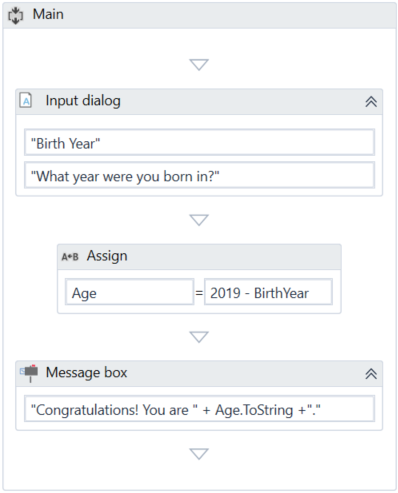 Main
Input dialog
"Birth Year"
"What year were you born in?"
A*B Assign
Age = 2019 - BirthYear
Message box
"Congratulations! You are " + Age.ToString +"."